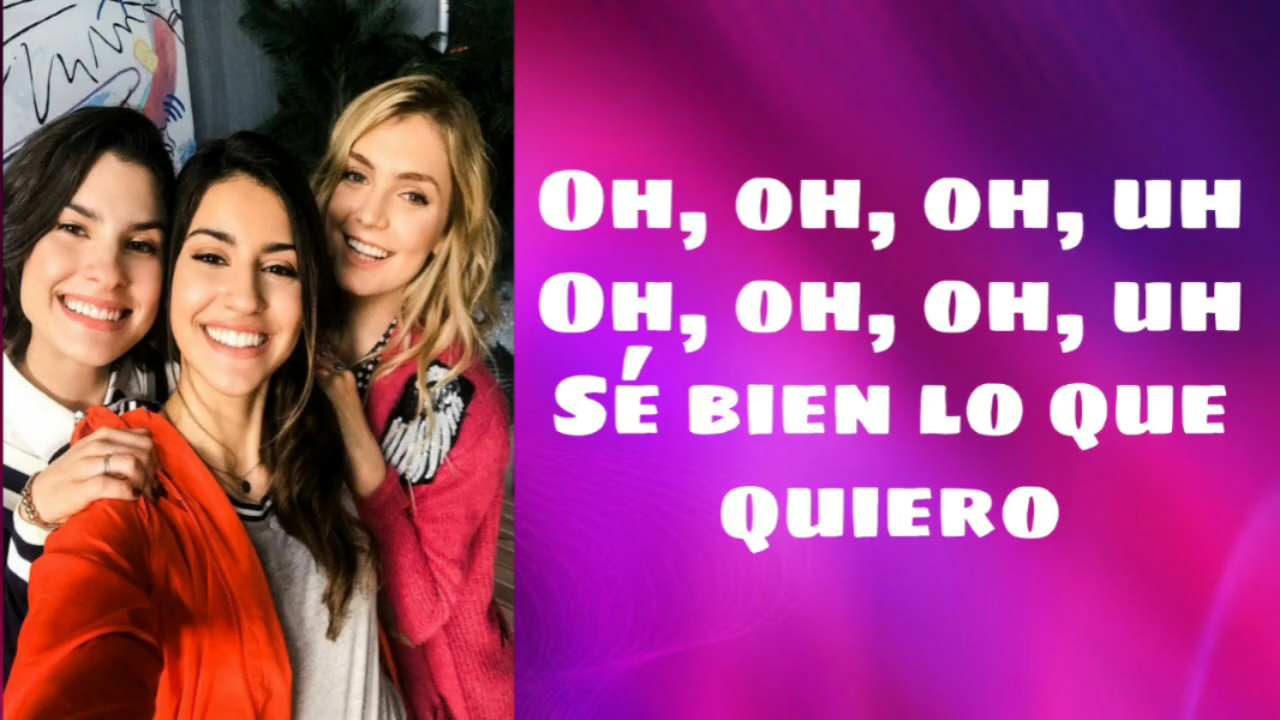 Oh, oh, oh, uh
Oh, oh, oh, uh
Sé bien lo que
quiero